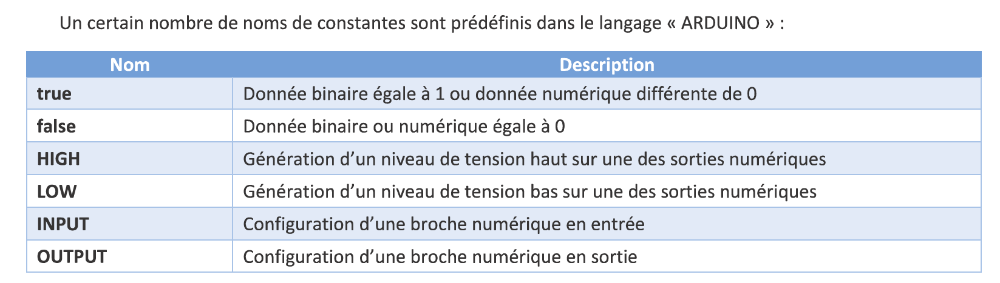 Un certain nombre de noms de constantes sont prédéfinis dans le langage « ARDUINO » :
Nom Description
true Donnée binaire égale à 1 ou donnée numérique différente de 0
false Donnée binaire ou numérique égale à 0
HIGH Génération d’un niveau de tension haut sur une des sorties numériques
LOW Génération d’un niveau de tension bas sur une des sorties numériques
INPUT Configuration d’une broche numérique en entrée
OUTPUT Configuration d’une broche numérique en sortie